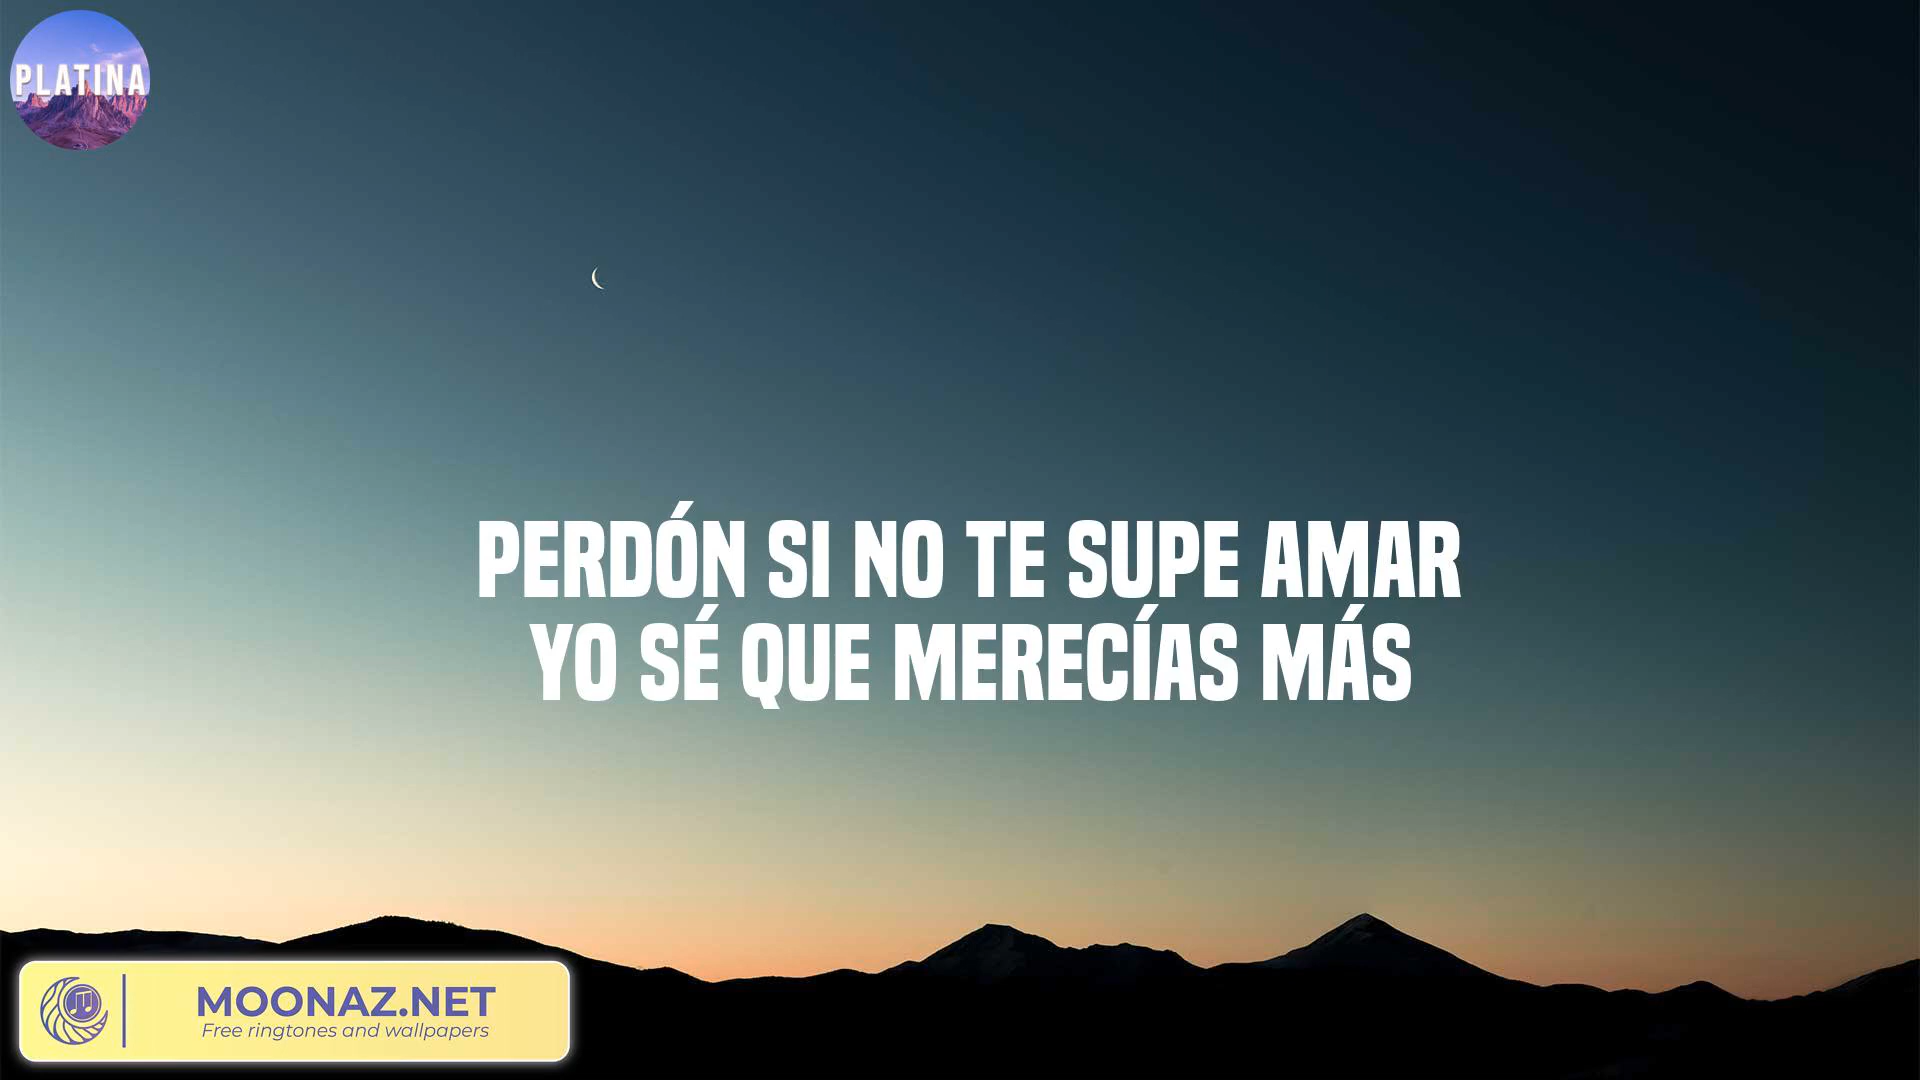 PLATINA
PERDÓN SI NO TE SUPE AMAR
YO SÉ QUE MERECÍAS MÁS
MOONAZ.NET
Free ringtones and wallpapers